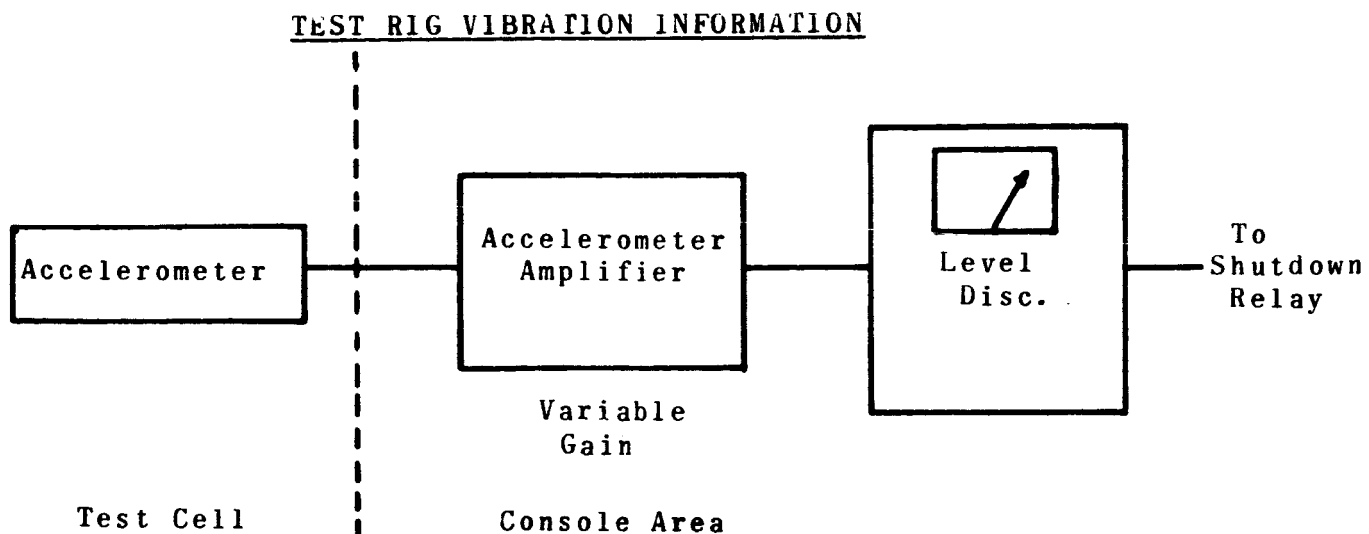 TEST RIG VIBRATION INFORMATION
Accelerometer
Accelerometer
Amplifier
Variable
Gain
Level
Disc.
To
Shutdown
Relay
Test Cell
Console Area